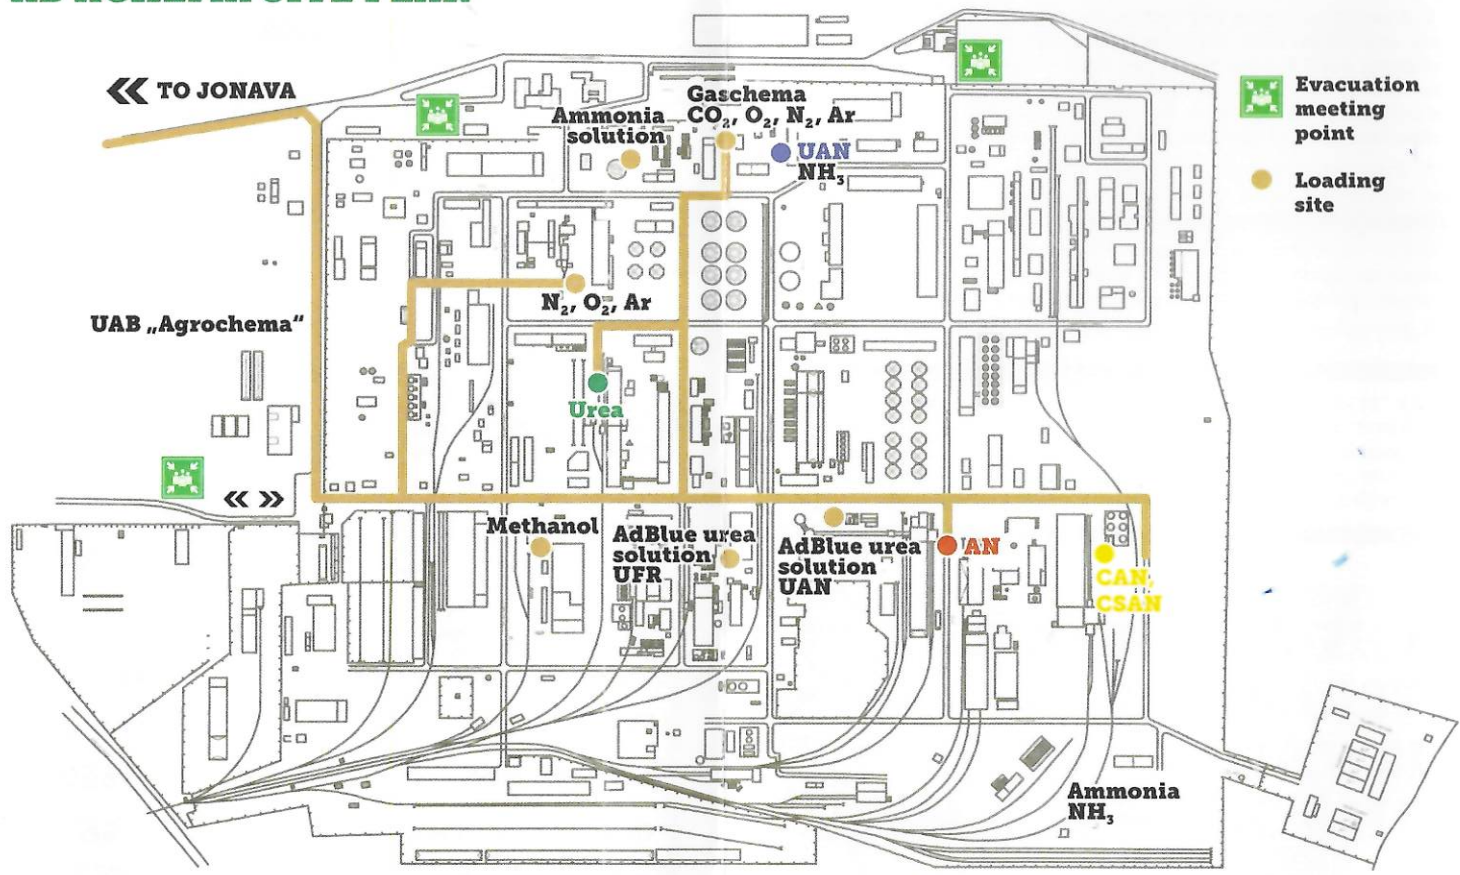 « TO JONAVA
Ammonia
solution
Gaschema
CO₂, O₂, N₂, Ar
UAN
NH₃
Evacuation
meeting
point
Loading
site
N₂, O₂, Ar
UAB „Agrochema“
Urea
« »
Methanol
AdBlue urea
solution
UFR
AdBlue urea
solution
UAN
AN
CAN,
CSAN
Ammonia
NH₃